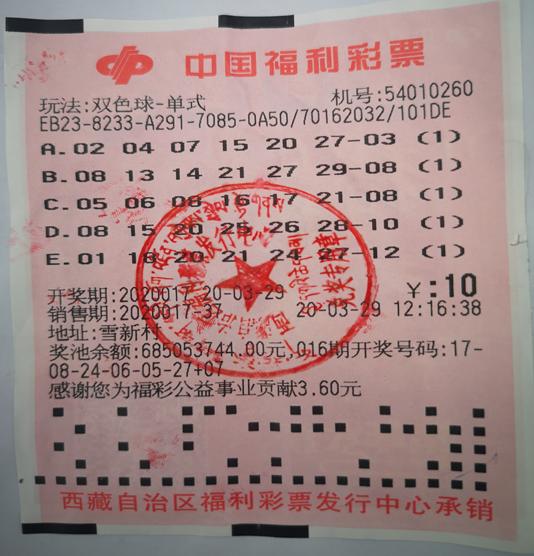 中国福利彩票
玩法:双色球-单式 机号:54010260
EB23-8233-A291-7085-0A50/70162032/101DE
A.02 04 07 15 20 27-03 (1)
B.08 13 14 21 27 29-08 (1)
C.05 06 08 16 17 21-08 (1)
D.08 15 20 25 26 28-10 (1)
E.01 18 20 21 24 27-12 (1)
开奖期:2020017 20-03-29 ¥:10
销售期:2020017-37 20-03-29 12:16:38
地址:雪新村
奖池余额:685053744.00元,016期开奖号码:17-
08-24-06-05-27+07
感谢您为福彩公益事业贡献3.60元
西藏自治区福利彩票发行中心承销
兑奖专用章